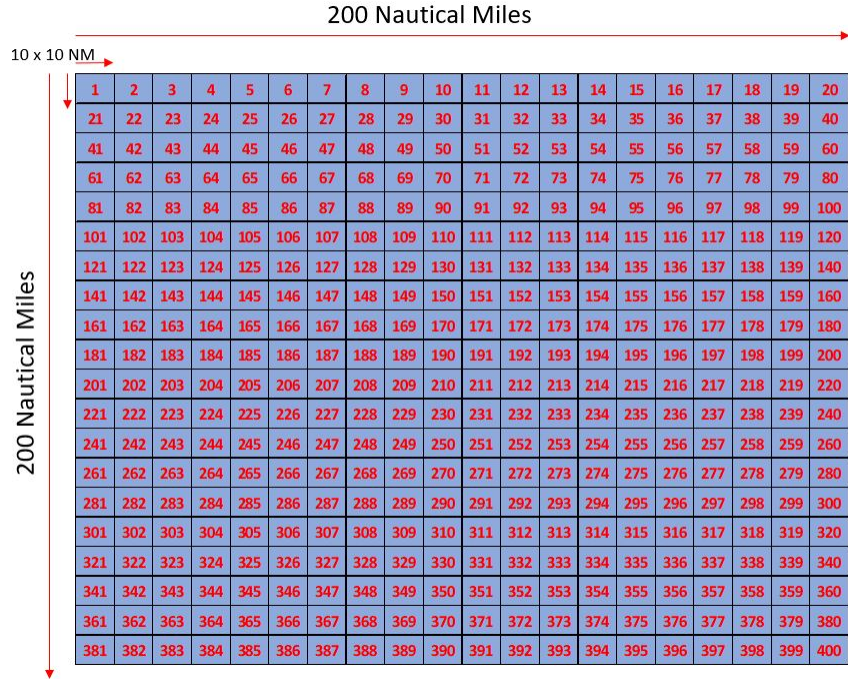 200 Nautical Miles
10 x 10 NM
200 Nautical Miles
1 2 3 4 5 6 7 8 9 10 11 12 13 14 15 16 17 18 19 20
21 22 23 24 25 26 27 28 29 30 31 32 33 34 35 36 37 38 39 40
41 42 43 44 45 46 47 48 49 50 51 52 53 54 55 56 57 58 59 60
61 62 63 64 65 66 67 68 69 70 71 72 73 74 75 76 77 78 79 80
81 82 83 84 85 86 87 88 89 90 91 92 93 94 95 96 97 98 99 100
101 102 103 104 105 106 107 108 109 110 111 112 113 114 115 116 117 118 119 120
121 122 123 124 125 126 127 128 129 130 131 132 133 134 135 136 137 138 139 140
141 142 143 144 145 146 147 148 149 150 151 152 153 154 155 156 157 158 159 160
161 162 163 164 165 166 167 168 169 170 171 172 173 174 175 176 177 178 179 180
181 182 183 184 185 186 187 188 189 190 191 192 193 194 195 196 197 198 199 200
201 202 203 204 205 206 207 208 209 210 211 212 213 214 215 216 217 218 219 220
221 222 223 224 225 226 227 228 229 230 231 232 233 234 235 236 237 238 239 240
241 242 243 244 245 246 247 248 249 250 251 252 253 254 255 256 257 258 259 260
261 262 263 264 265 266 267 268 269 270 271 272 273 274 275 276 277 278 279 280
281 282 283 284 285 286 287 288 289 290 291 292 293 294 295 296 297 298 299 300
301 302 303 304 305 306 307 308 309 310 311 312 313 314 315 316 317 318 319 320
321 322 323 324 325 326 327 328 329 330 331 332 333 334 335 336 337 338 339 340
341 342 343 344 345 346 347 348 349 350 351 352 353 354 355 356 357 358 359 360
361 362 363 364 365 366 367 368 369 370 371 372 373 374 375 376 377 378 379 380
381 382 383 384 385 386 387 388 389 390 391 392 393 394 395 396 397 398 399 400